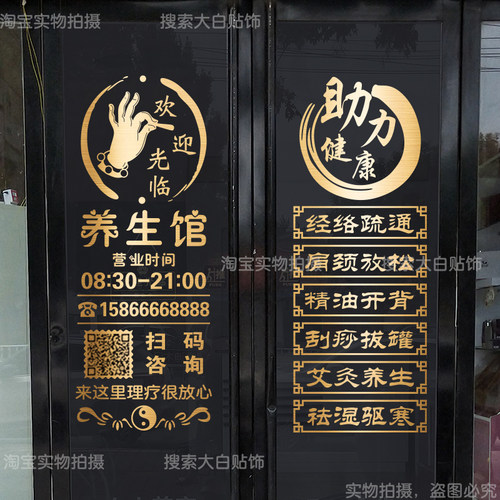 淘宝实物拍摄
搜索大白贴饰
欢迎光临
养生馆
营业时间
08:30-21:00
☎15866668888
扫码
咨询
来这里理疗很放心
助力
健康
经络疏通
肩颈放松
精油开背
刮痧拔罐
艾灸养生
祛湿驱寒
淘宝实物拍摄
搜索大白贴饰
淘宝实物拍摄
搜索大白贴饰
实物拍摄，盗图必究